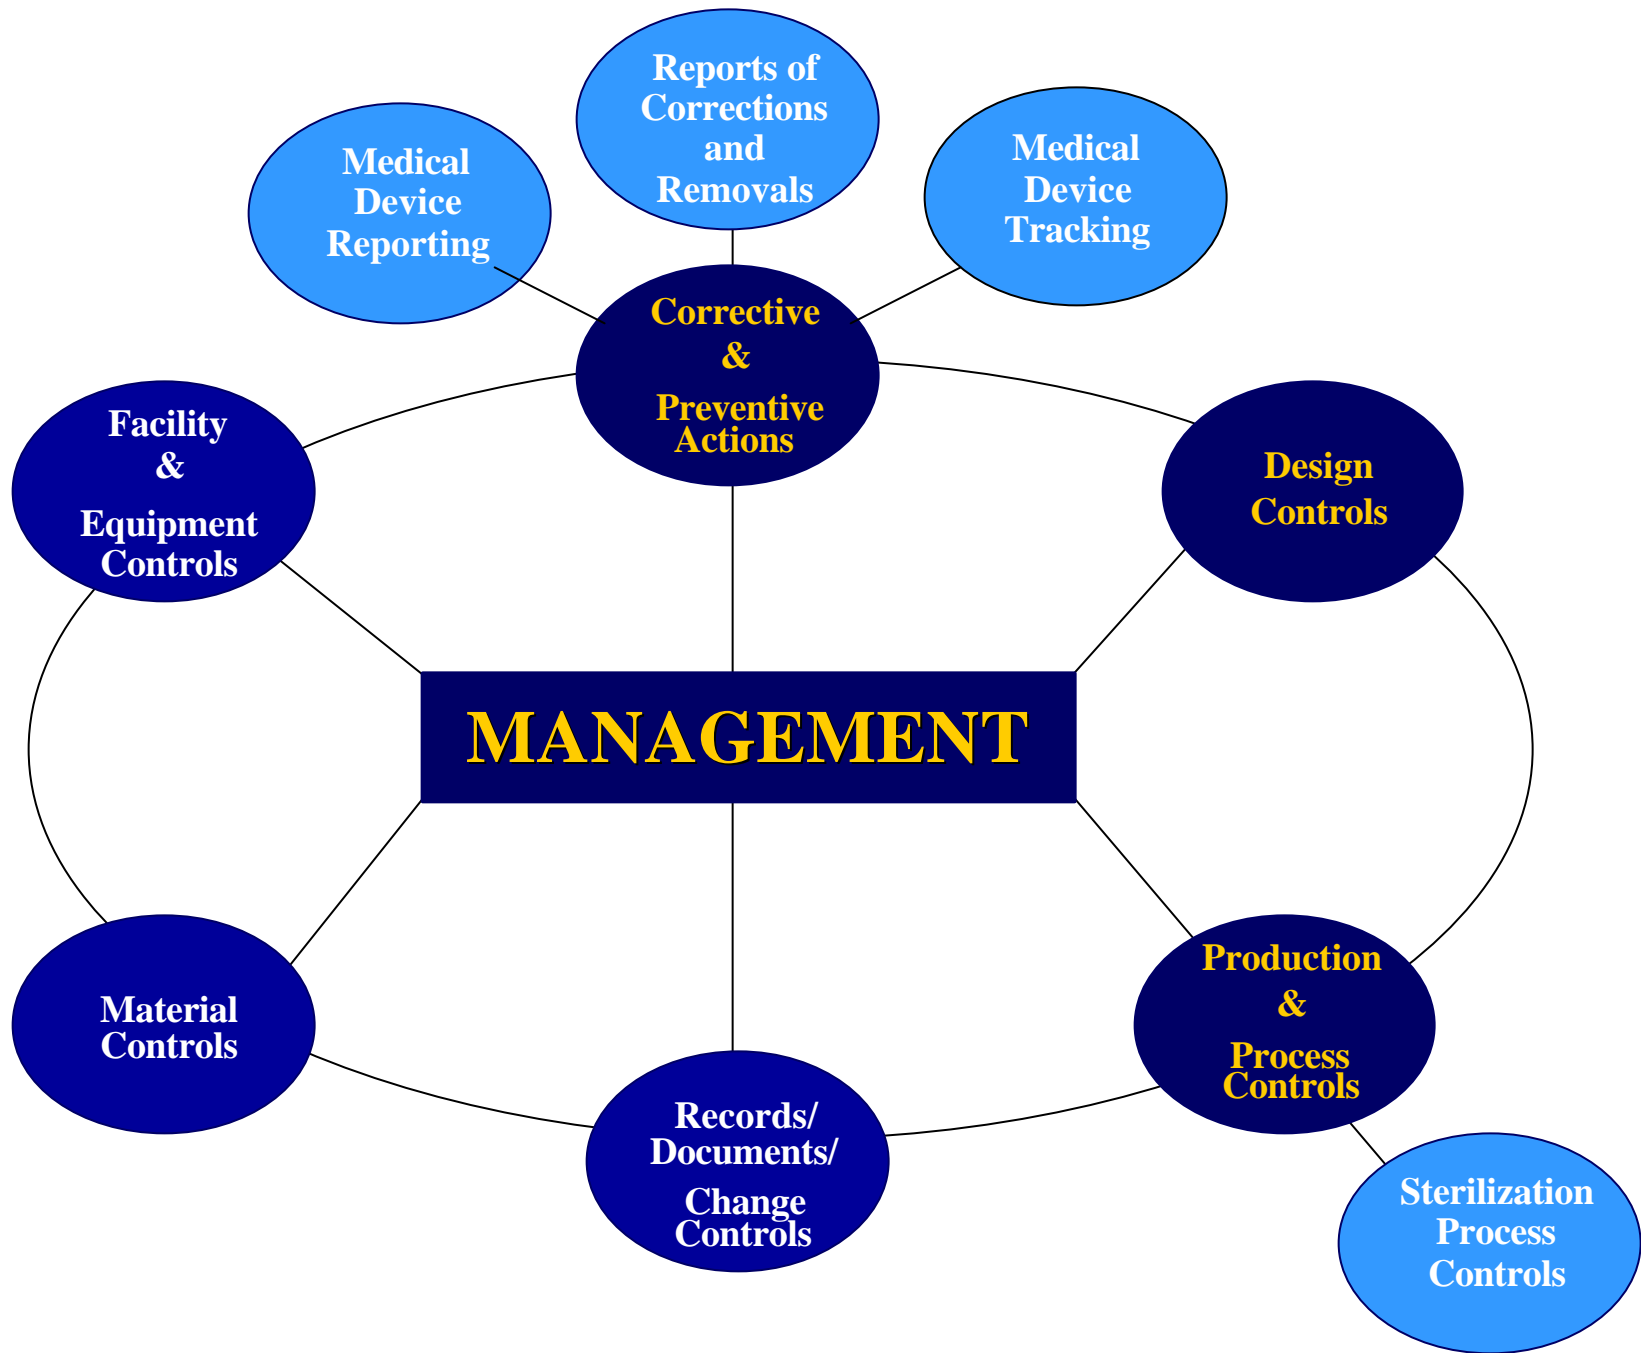 Reports of
Corrections
and
Removals
Medical
Device
Reporting
Medical
Device
Tracking
Corrective
&
Preventive
Actions
Facility
&
Equipment
Controls
Design
Controls
MANAGEMENT
Material
Controls
Production
&
Process
Controls
Records/
Documents/
Change
Controls
Sterilization
Process
Controls